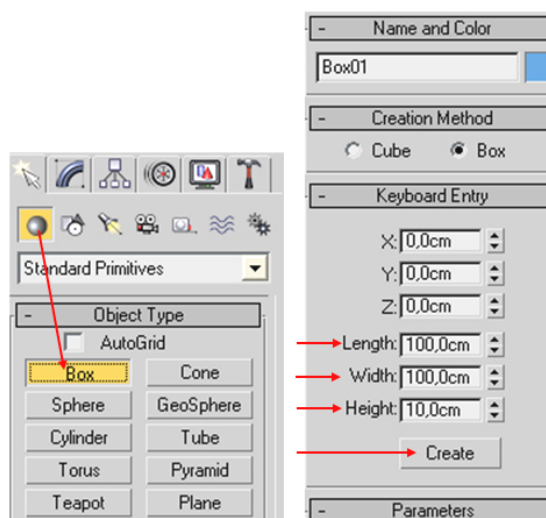 Standard Primitives
- Object Type
AutoGrid
Box Cone
Sphere GeoSphere
Cylinder Tube
Torus Pyramid
Teapot Plane
- Name and Color
Box01
- Creation Method
Cube Box
- Keyboard Entry
X: 0,0cm
Y: 0,0cm
Z: 0,0cm
Length: 100,0cm
Width: 100,0cm
Height: 10,0cm
Create
- Parameters